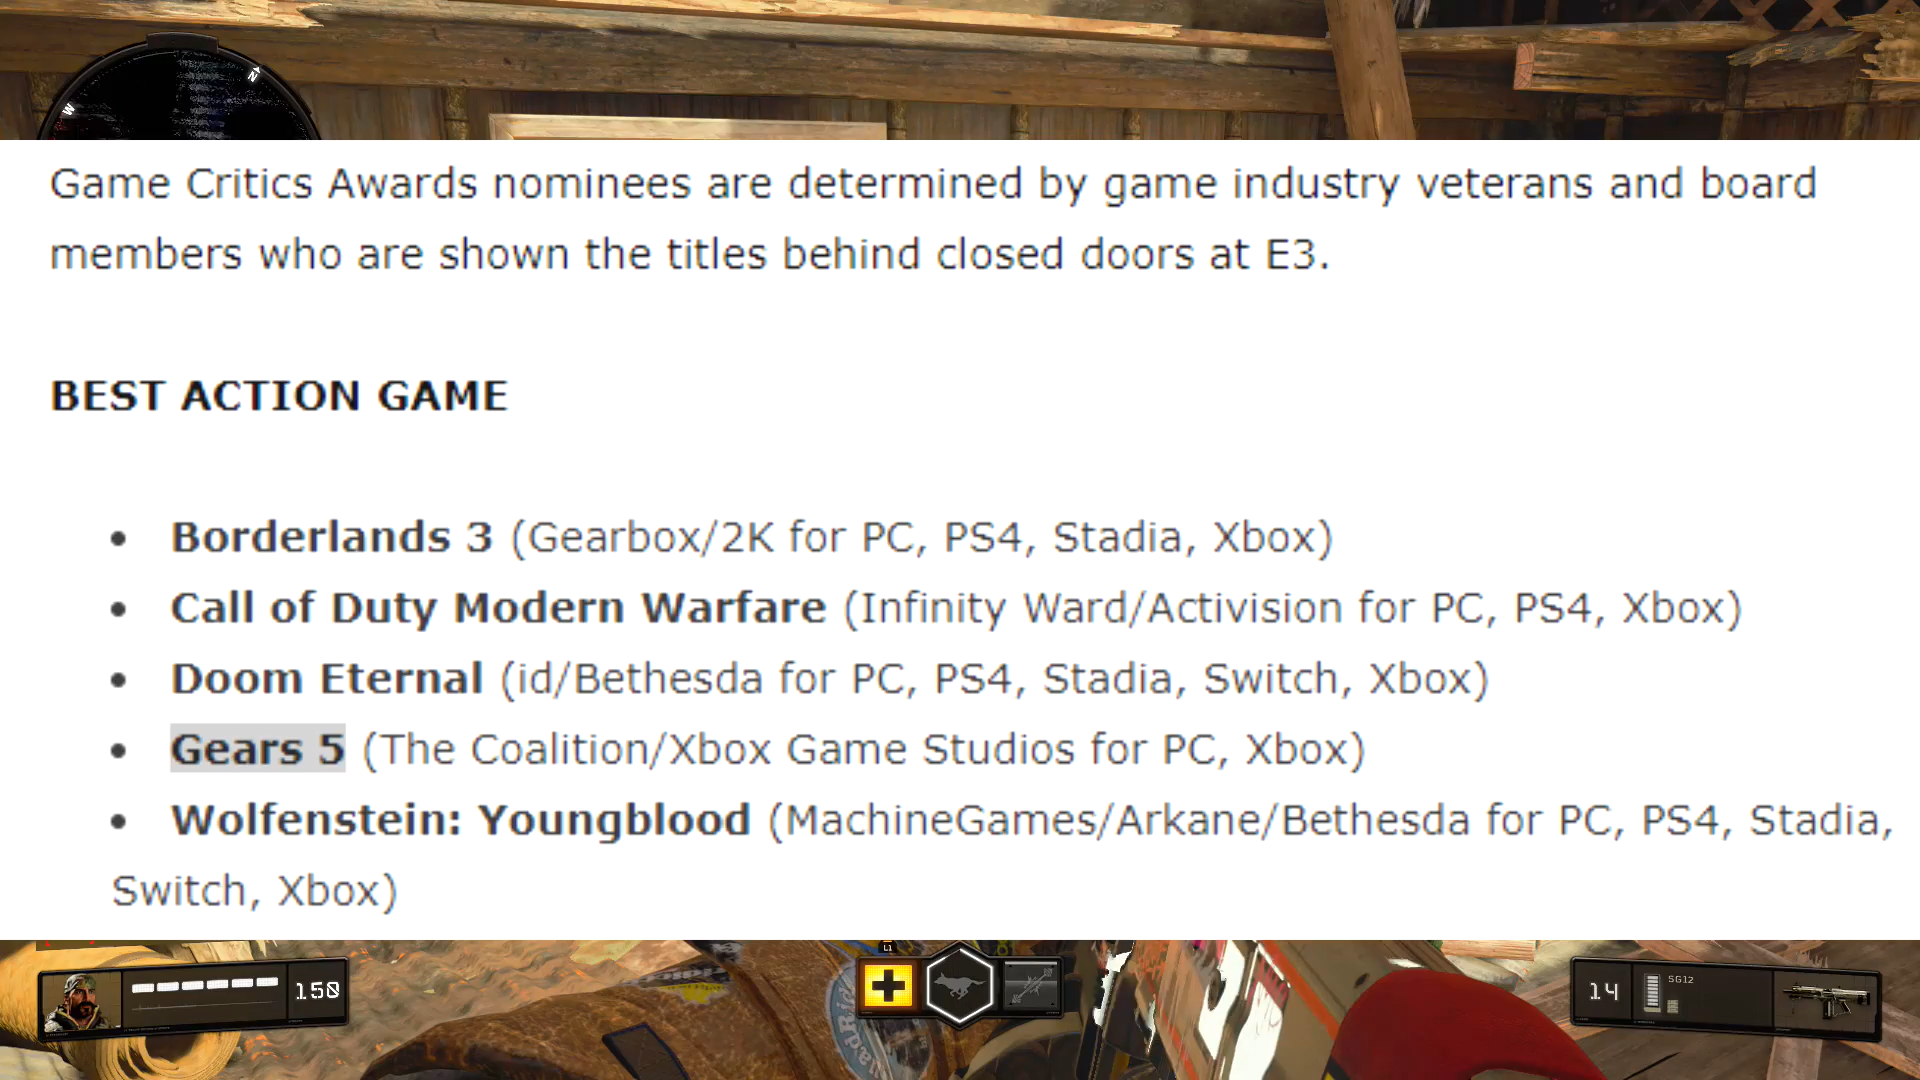 W
N
Game Critics Awards nominees are determined by game industry veterans and board
members who are shown the titles behind closed doors at E3.
BEST ACTION GAME
• Borderlands 3 (Gearbox/2K for PC, PS4, Stadia, Xbox)
• Call of Duty Modern Warfare (Infinity Ward/Activision for PC, PS4, Xbox)
• Doom Eternal (id/Bethesda for PC, PS4, Stadia, Switch, Xbox)
• Gears 5 (The Coalition/Xbox Game Studios for PC, Xbox)
• Wolfenstein: Youngblood (MachineGames/Arkane/Bethesda for PC, PS4, Stadia,
Switch, Xbox)
L1
150
14
SG12